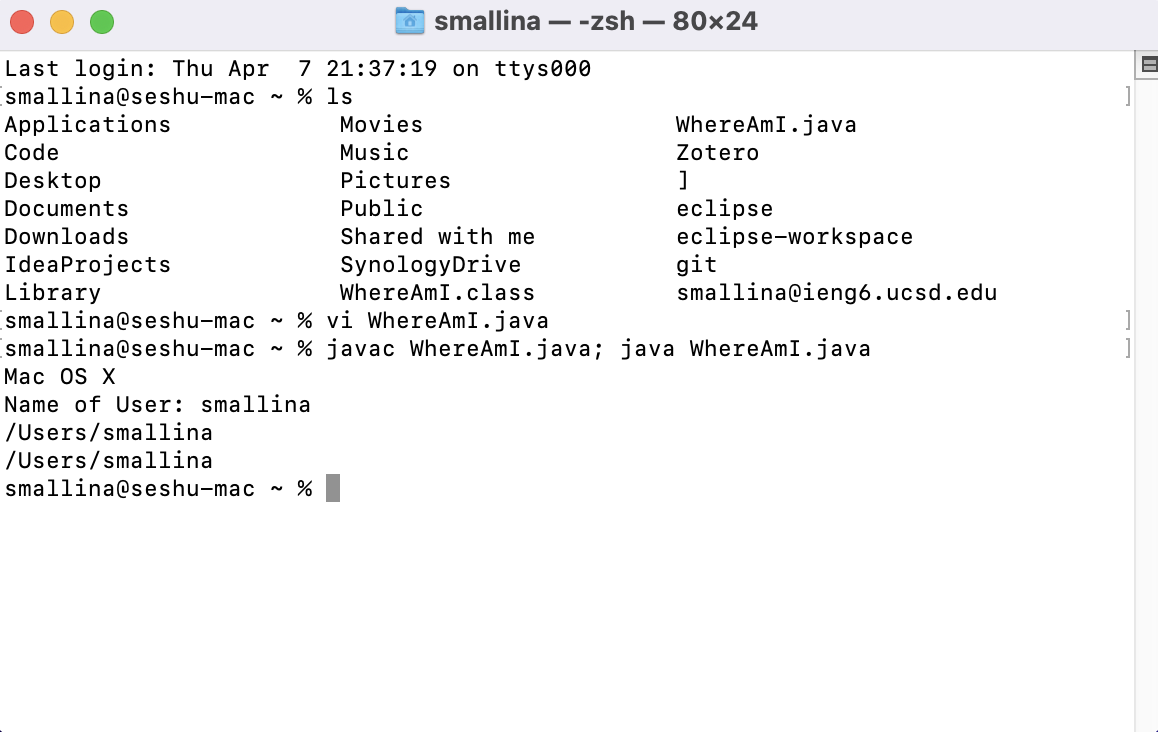 smallina — -zsh — 80×24
Last login: Thu Apr  7 21:37:19 on ttys000
[smallina@seshu-mac ~ % ls ]
Applications Movies WhereAmI.java
Code Music Zotero
Desktop Pictures ]
Documents Public eclipse
Downloads Shared with me eclipse-workspace
IdeaProjects SynologyDrive git
Library WhereAmI.class smallina@ieng6.ucsd.edu
[smallina@seshu-mac ~ % vi WhereAmI.java ]
[smallina@seshu-mac ~ % javac WhereAmI.java; java WhereAmI.java ]
Mac OS X
Name of User: smallina
/Users/smallina
/Users/smallina
smallina@seshu-mac ~ %